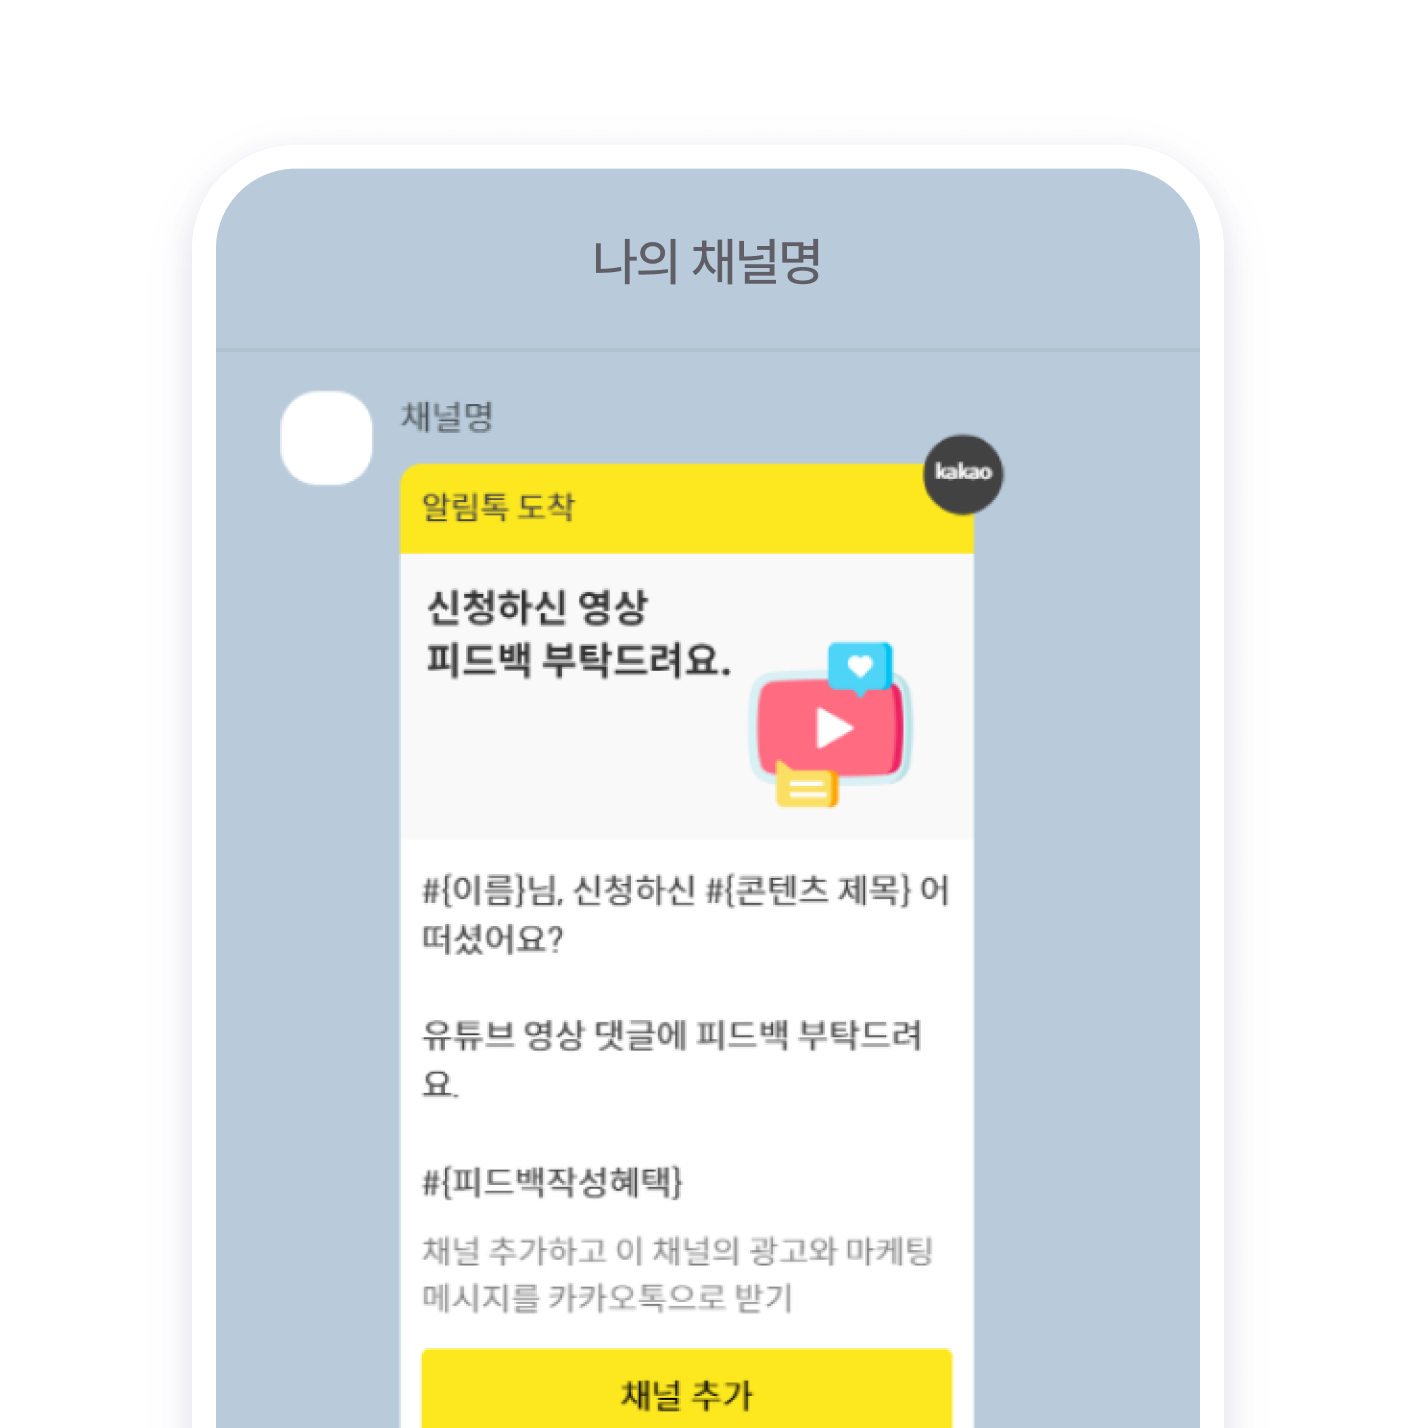 나의 채널명
채널명
kakao
알림톡 도착
신청하신 영상
피드백 부탁드려요.
#{이름}님, 신청하신 #{콘텐츠 제목} 어
떠셨어요?
유튜브 영상 댓글에 피드백 부탁드려
요.
#{피드백작성혜택}
채널 추가하고 이 채널의 광고와 마케팅
메시지를 카카오톡으로 받기
채널 추가